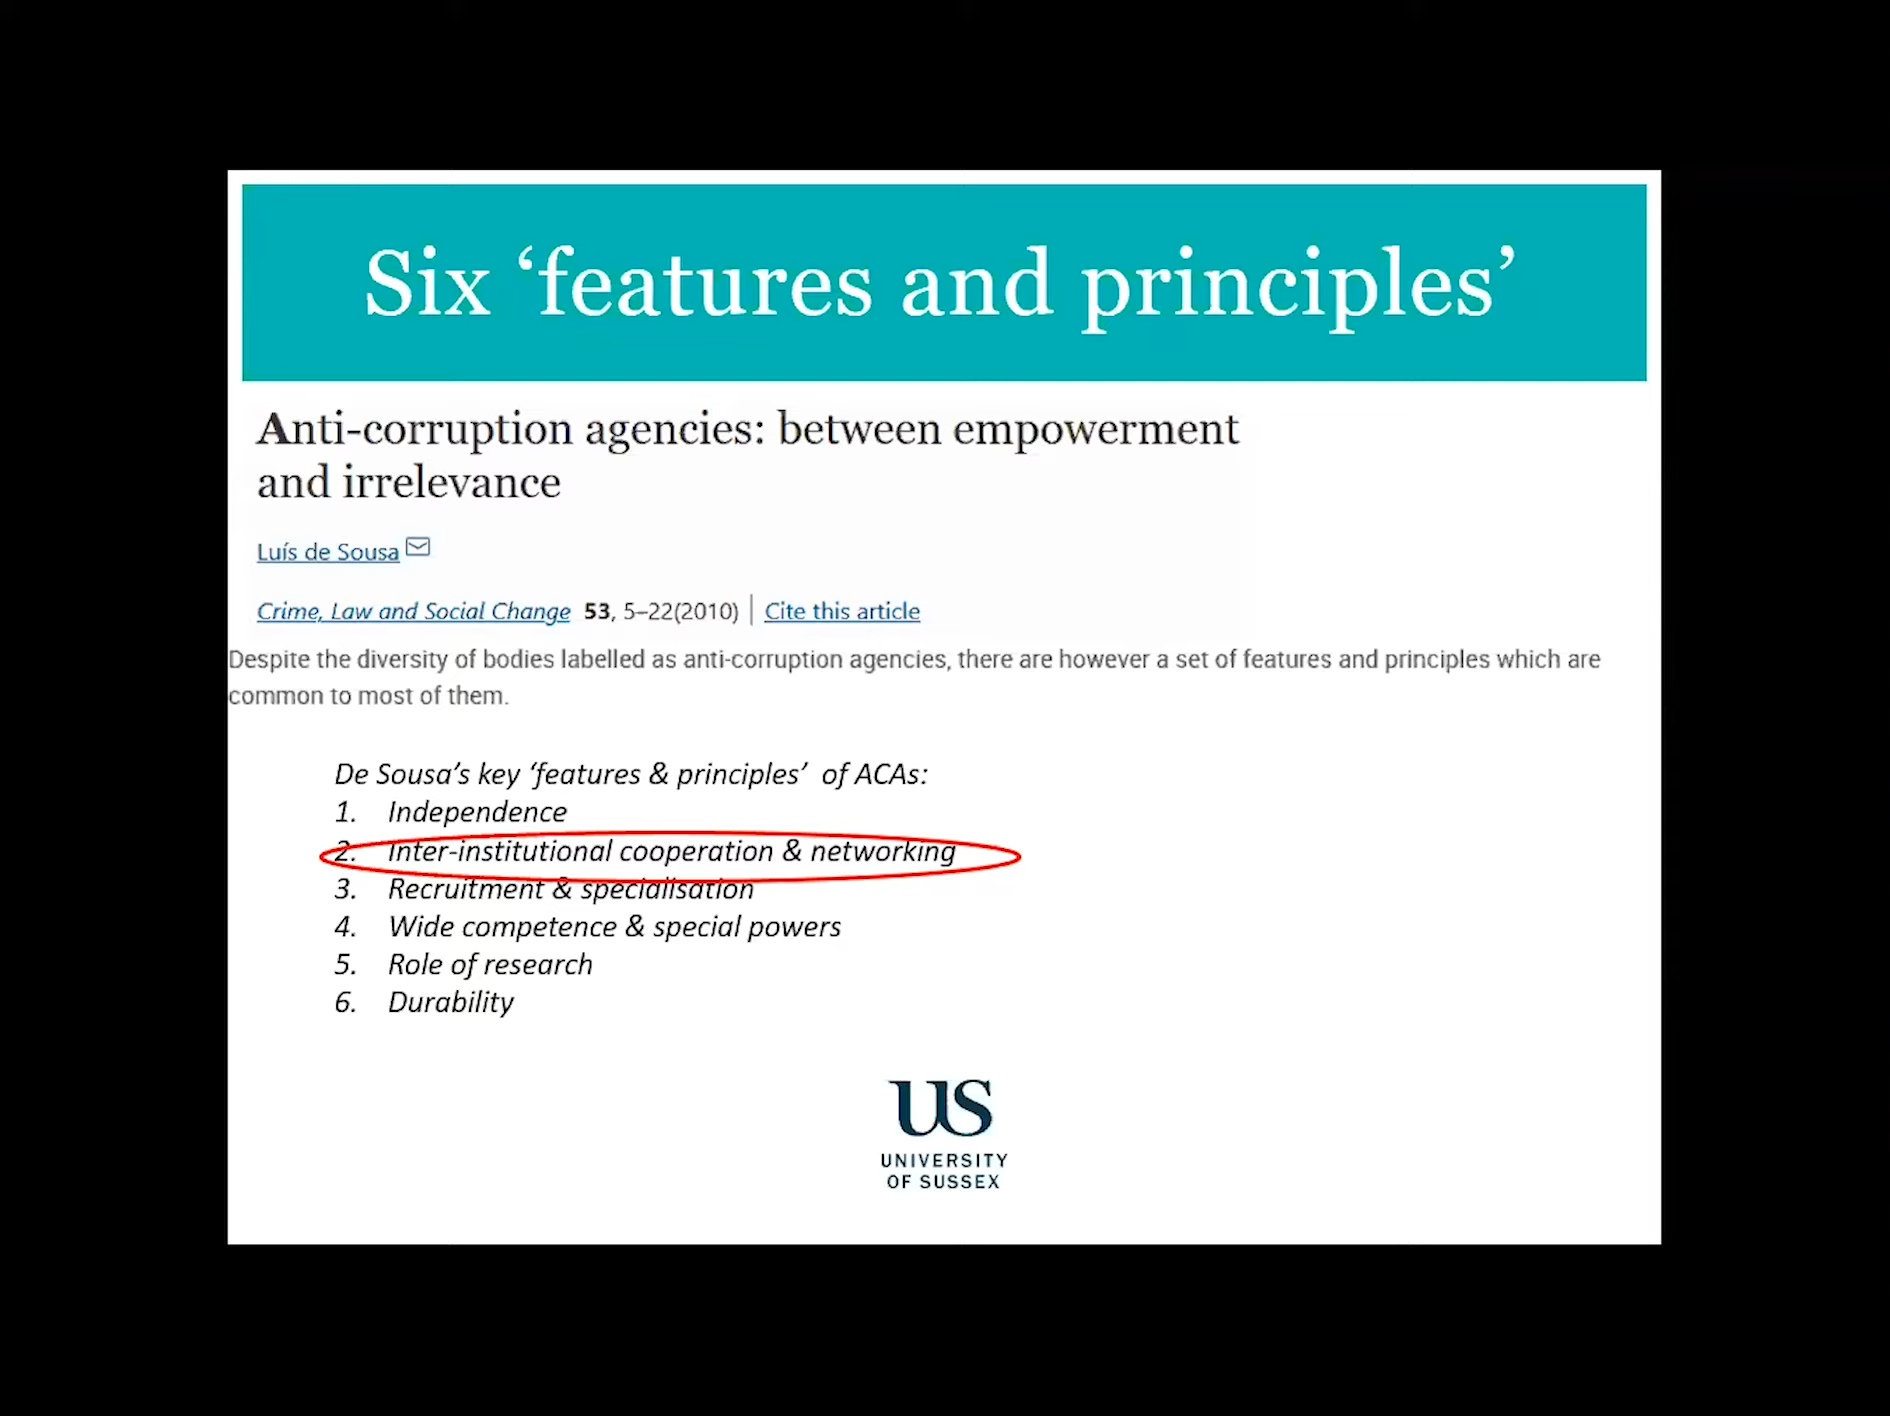 Six ‘features and principles’
Anti-corruption agencies: between empowerment
and irrelevance
Luís de Sousa
Crime, Law and Social Change 53, 5–22(2010) | Cite this article
Despite the diversity of bodies labelled as anti-corruption agencies, there are however a set of features and principles which are
common to most of them.
De Sousa’s key ‘features & principles’ of ACAs:
1. Independence
2. Inter-institutional cooperation & networking
3. Recruitment & specialisation
4. Wide competence & special powers
5. Role of research
6. Durability
US
UNIVERSITY
OF SUSSEX